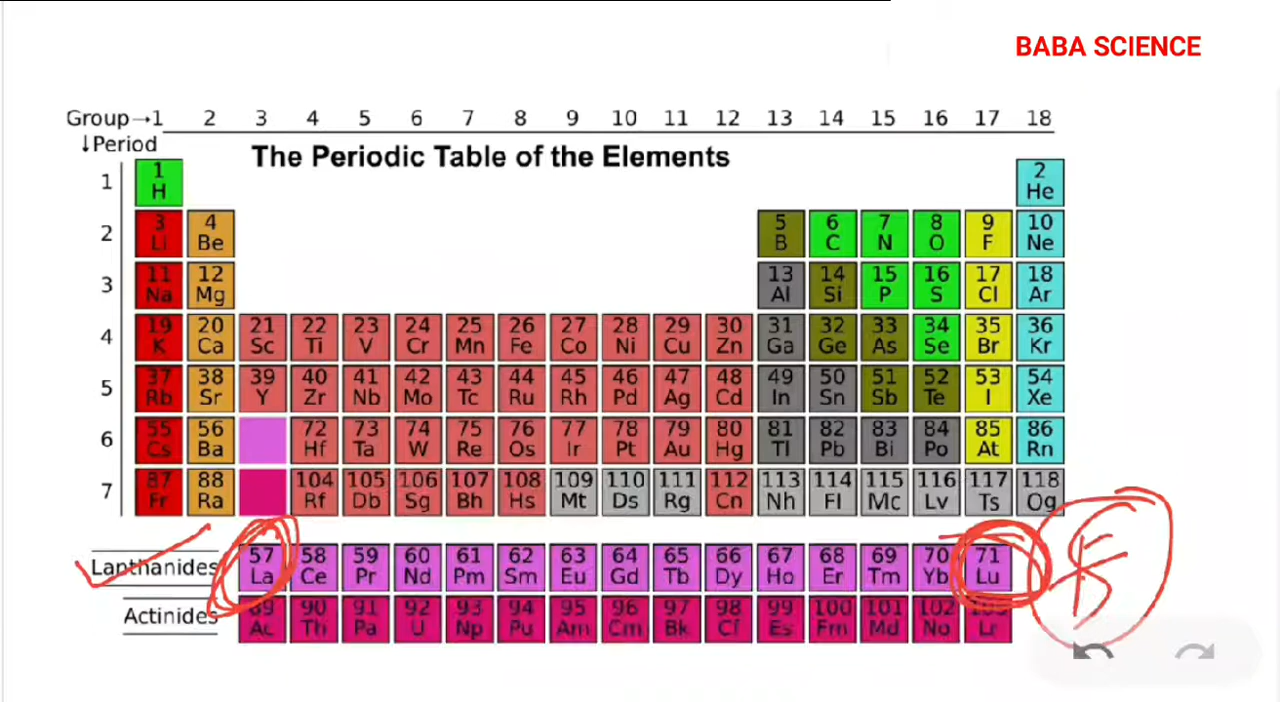 BABA SCIENCE
Group→1 2 3 4 5 6 7 8 9 10 11 12 13 14 15 16 17 18
↓Period
The Periodic Table of the Elements
1 1 2
H He
2 3 4 5 6 7 8 9 10
Li Be B C N O F Ne
3 11 12 13 14 15 16 17 18
Na Mg Al Si P S Cl Ar
4 19 20 21 22 23 24 25 26 27 28 29 30 31 32 33 34 35 36
K Ca Sc Ti V Cr Mn Fe Co Ni Cu Zn Ga Ge As Se Br Kr
5 37 38 39 40 41 42 43 44 45 46 47 48 49 50 51 52 53 54
Rb Sr Y Zr Nb Mo Tc Ru Rh Pd Ag Cd In Sn Sb Te I Xe
6 55 56 72 73 74 75 76 77 78 79 80 81 82 83 84 85 86
Cs Ba Hf Ta W Re Os Ir Pt Au Hg Tl Pb Bi Po At Rn
7 87 88 104 105 106 107 108 109 110 111 112 113 114 115 116 117 118
Fr Ra Rf Db Sg Bh Hs Mt Ds Rg Cn Nh Fl Mc Lv Ts Og
Lanthanides 57 58 59 60 61 62 63 64 65 66 67 68 69 70 71
La Ce Pr Nd Pm Sm Eu Gd Tb Dy Ho Er Tm Yb Lu
Actinides 89 90 91 92 93 94 95 96 97 98 99 100 101 102 103
Ac Th Pa U Np Pu Am Cm Bk Cf Es Fm Md No Lr